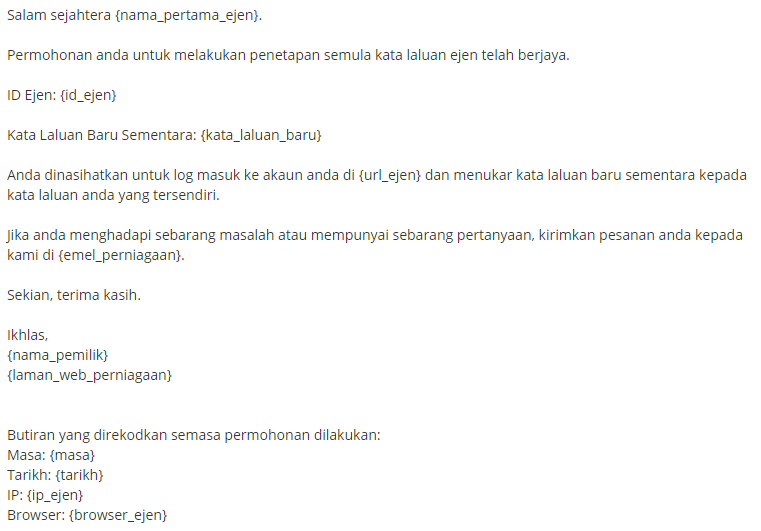 Salam sejahtera {nama_pertama_ejen}.
Permohonan anda untuk melakukan penetapan semula kata laluan ejen telah berjaya.
ID Ejen: {id_ejen}
Kata Laluan Baru Sementara: {kata_laluan_baru}
Anda dinasihatkan untuk log masuk ke akaun anda di {url_ejen} dan menukar kata laluan baru sementara kepada
kata laluan anda yang tersendiri.
Jika anda menghadapi sebarang masalah atau mempunyai sebarang pertanyaan, kirimkan pesanan anda kepada
kami di {emel_perniagaan}.
Sekian, terima kasih.
Ikhlas,
{nama_pemilik}
{laman_web_perniagaan}
Butiran yang direkodkan semasa permohonan dilakukan:
Masa: {masa}
Tarikh: {tarikh}
IP: {ip_ejen}
Browser: {browser_ejen}